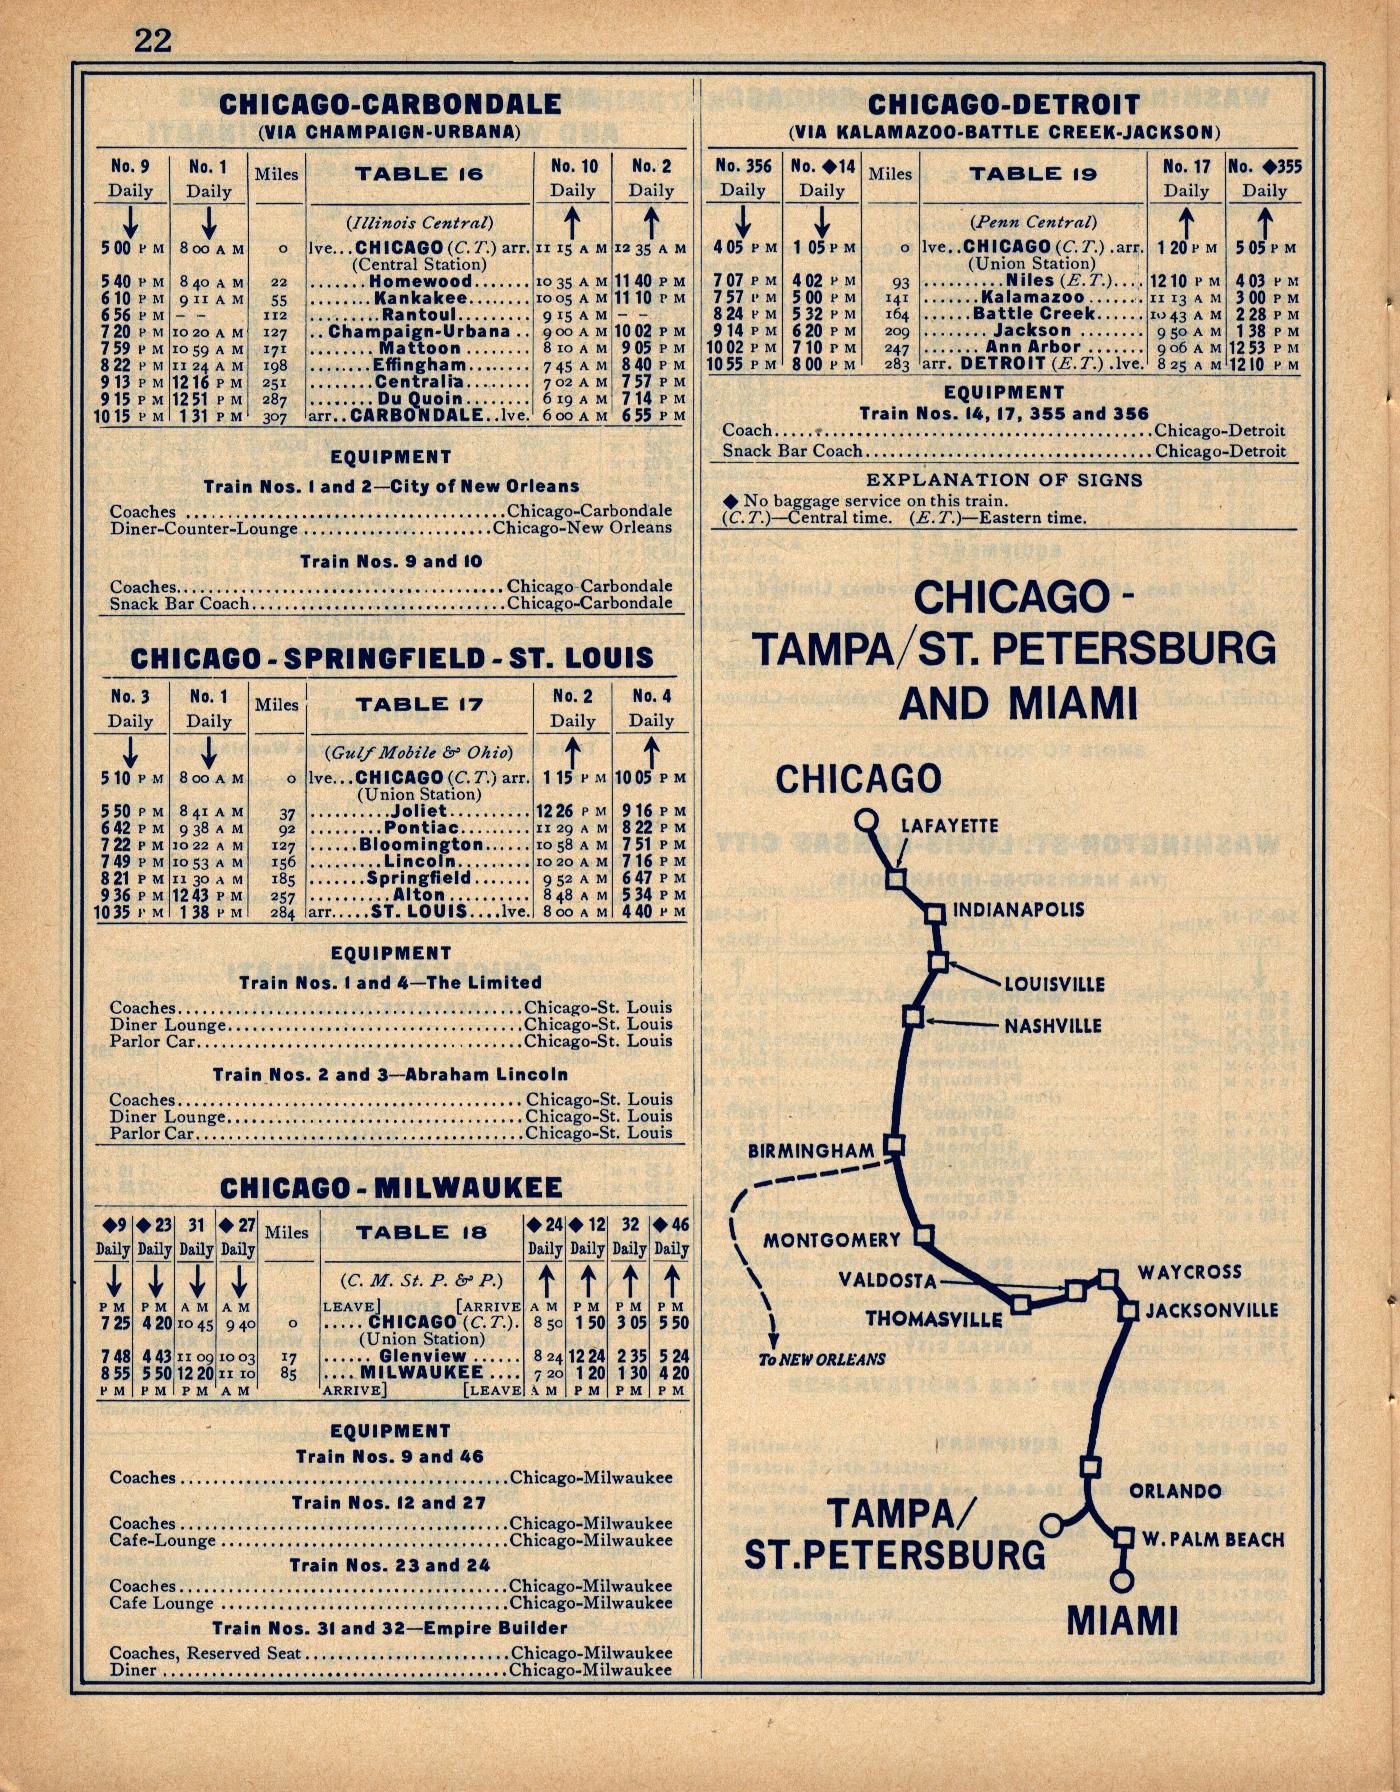 22
CHICAGO-CARBONDALE
(VIA CHAMPAIGN-URBANA)
No. 9 No. 1 Miles TABLE 16 No. 10 No. 2
Daily Daily Daily Daily
(Illinois Central)
5 00 P M 8 00 A M 0 lve...CHICAGO (C.T.) arr. 11 15 A M 12 35 A M
(Central Station)
5 40 P M 8 40 A M 22 .......Homewood........ 10 35 A M 11 40 P M
6 10 P M 9 11 A M 55 ........Kankakee........ 10 05 A M 11 10 P M
6 56 P M – – 112 .........Rantoul......... 9 15 A M – –
7 20 P M 10 20 A M 127 ..Champaign-Urbana.. 9 00 A M 10 02 P M
7 59 P M 10 59 A M 171 ........Mattoon........ 8 10 A M 9 05 P M
8 22 P M 11 24 A M 198 ........Effingham........ 7 45 A M 8 40 P M
9 13 P M 12 16 P M 251 ........Centralia........ 7 02 A M 7 57 P M
9 15 P M 12 51 P M 287 ........Du Quoin........ 6 19 A M 7 14 P M
10 15 P M 1 31 P M 307 arr..CARBONDALE..lve. 6 00 A M 6 55 P M
EQUIPMENT
Train Nos. 1 and 2—City of New Orleans
Coaches ........Chicago-Carbondale
Diner-Counter-Lounge........Chicago-New Orleans
Train Nos. 9 and 10
Coaches........Chicago-Carbondale
Snack Bar Coach........Chicago-Carbondale
CHICAGO - SPRINGFIELD - ST. LOUIS
No. 3 No. 1 Miles TABLE 17 No. 2 No. 4
Daily Daily Daily Daily
(Gulf Mobile & Ohio)
5 10 P M 8 00 A M 0 lve...CHICAGO (C.T.) arr. 1 15 P M 10 05 P M
(Union Station)
5 50 P M 8 41 A M 37 .........Joliet......... 12 26 P M 9 16 P M
6 42 P M 9 38 A M 92 ........Pontiac........ 11 29 A M 8 22 P M
7 22 P M 10 22 A M 127 ......Bloomington...... 10 58 A M 7 51 P M
7 49 P M 10 53 A M 156 .........Lincoln......... 10 20 A M 7 16 P M
8 21 P M 11 30 A M 185 .......Springfield....... 9 52 A M 6 47 P M
9 36 P M 12 43 P M 257 ..........Alton.......... 8 48 A M 5 34 P M
10 35 P M 1 38 P M 284 arr.....ST. LOUIS....lve. 8 00 A M 4 40 P M
EQUIPMENT
Train Nos. 1 and 4—The Limited
Coaches........Chicago-St. Louis
Diner Lounge........Chicago-St. Louis
Parlor Car........Chicago-St. Louis
Train Nos. 2 and 3—Abraham Lincoln
Coaches........Chicago-St. Louis
Diner Lounge........Chicago-St. Louis
Parlor Car........Chicago-St. Louis
CHICAGO - MILWAUKEE
◆9 ◆23 31 ◆27 Miles TABLE 18 ◆24 ◆12 32 ◆46
Daily Daily Daily Daily Daily Daily Daily Daily
(C. M. St. P. & P.)
P M P M A M A M LEAVE] [ARRIVE A M P M P M P M
7 25 4 20 10 45 9 40 0 .....CHICAGO (C.T.). 8 50 1 50 3 05 5 50
(Union Station)
7 48 4 43 11 09 10 03 17 ......Glenview...... 8 24 12 24 2 35 5 24
8 55 5 50 12 20 11 10 85 ....MILWAUKEE.... 7 20 1 20 1 30 4 20
P M P M P M A M ARRIVE] [LEAVE A M P M P M P M
EQUIPMENT
Train Nos. 9 and 46
Coaches........Chicago-Milwaukee
Train Nos. 12 and 27
Coaches........Chicago-Milwaukee
Cafe-Lounge........Chicago-Milwaukee
Train Nos. 23 and 24
Coaches........Chicago-Milwaukee
Cafe Lounge........Chicago-Milwaukee
Train Nos. 31 and 32—Empire Builder
Coaches, Reserved Seat........Chicago-Milwaukee
Diner........Chicago-Milwaukee
CHICAGO-DETROIT
(VIA KALAMAZOO-BATTLE CREEK-JACKSON)
No. 356 No. ◆14 Miles TABLE 19 No. 17 No. ◆355
Daily Daily Daily Daily
(Penn Central)
4 05 P M 1 05 P M 0 lve...CHICAGO (C.T.) .arr. 1 20 P M 5 05 P M
(Union Station)
7 07 P M 4 02 P M 93 ..........Niles (E.T.).... 12 10 P M 4 03 P M
7 57 P M 5 00 P M 141 .......Kalamazoo....... 11 13 A M 3 00 P M
8 24 P M 5 32 P M 164 ......Battle Creek...... 10 43 A M 2 28 P M
9 14 P M 6 20 P M 209 ........Jackson........ 9 50 A M 1 38 P M
10 02 P M 7 10 P M 247 .......Ann Arbor....... 9 06 A M 12 53 P M
10 55 P M 8 00 P M 283 arr. DETROIT (E.T.) .lve. 8 25 A M 12 10 P M
EQUIPMENT
Train Nos. 14, 17, 355 and 356
Coach........Chicago-Detroit
Snack Bar Coach........Chicago-Detroit
EXPLANATION OF SIGNS
◆ No baggage service on this train.
(C.T.)—Central time. (E.T.)—Eastern time.
CHICAGO -
TAMPA/ST. PETERSBURG
AND MIAMI
CHICAGO
LAFAYETTE
INDIANAPOLIS
LOUISVILLE
NASHVILLE
BIRMINGHAM
MONTGOMERY
VALDOSTA
WAYCROSS
THOMASVILLE
JACKSONVILLE
To NEW ORLEANS
ORLANDO
TAMPA/
ST.PETERSBURG
W. PALM BEACH
MIAMI